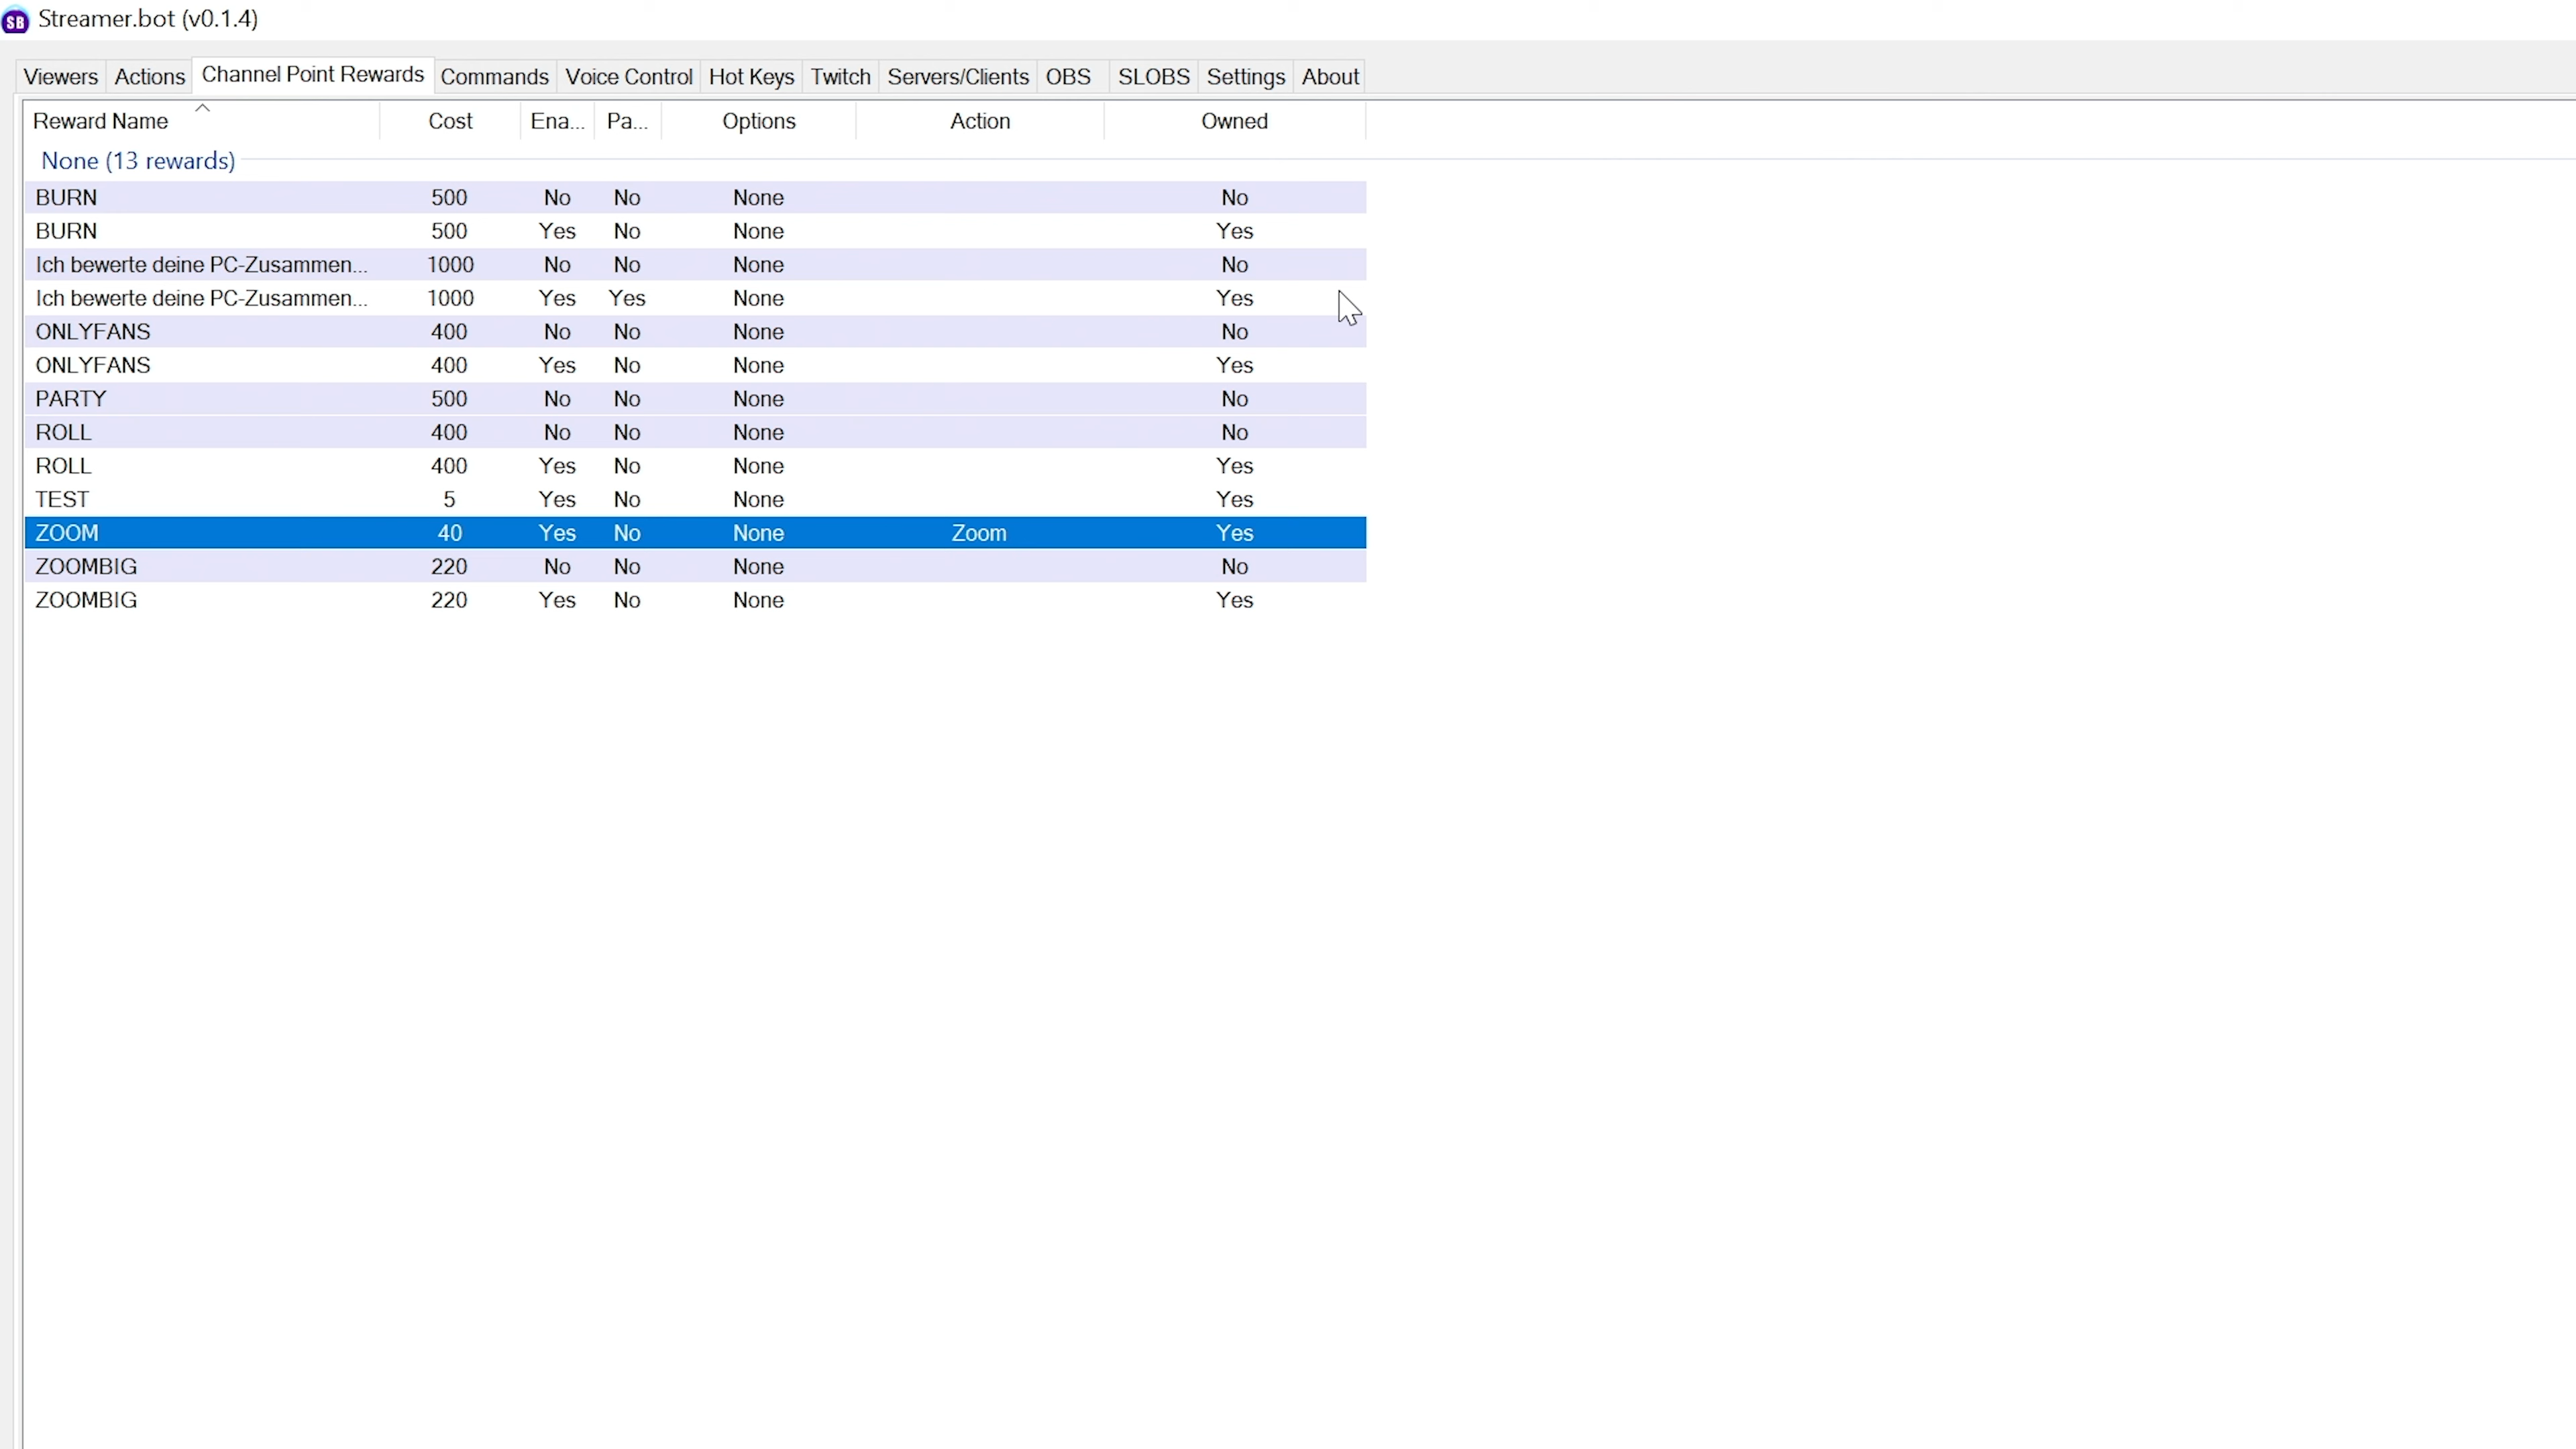 SB Streamer.bot (v0.1.4)
Viewers Actions Channel Point Rewards Commands Voice Control Hot Keys Twitch Servers/Clients OBS SLOBS Settings About
Reward Name Cost Ena... Pa... Options Action Owned
None (13 rewards)
BURN 500 No No None No
BURN 500 Yes No None Yes
Ich bewerte deine PC-Zusammen... 1000 No No None No
Ich bewerte deine PC-Zusammen... 1000 Yes Yes None Yes
ONLYFANS 400 No No None No
ONLYFANS 400 Yes No None Yes
PARTY 500 No No None No
ROLL 400 No No None No
ROLL 400 Yes No None Yes
TEST 5 Yes No None Yes
ZOOM 40 Yes No None Zoom Yes
ZOOMBIG 220 No No None No
ZOOMBIG 220 Yes No None Yes